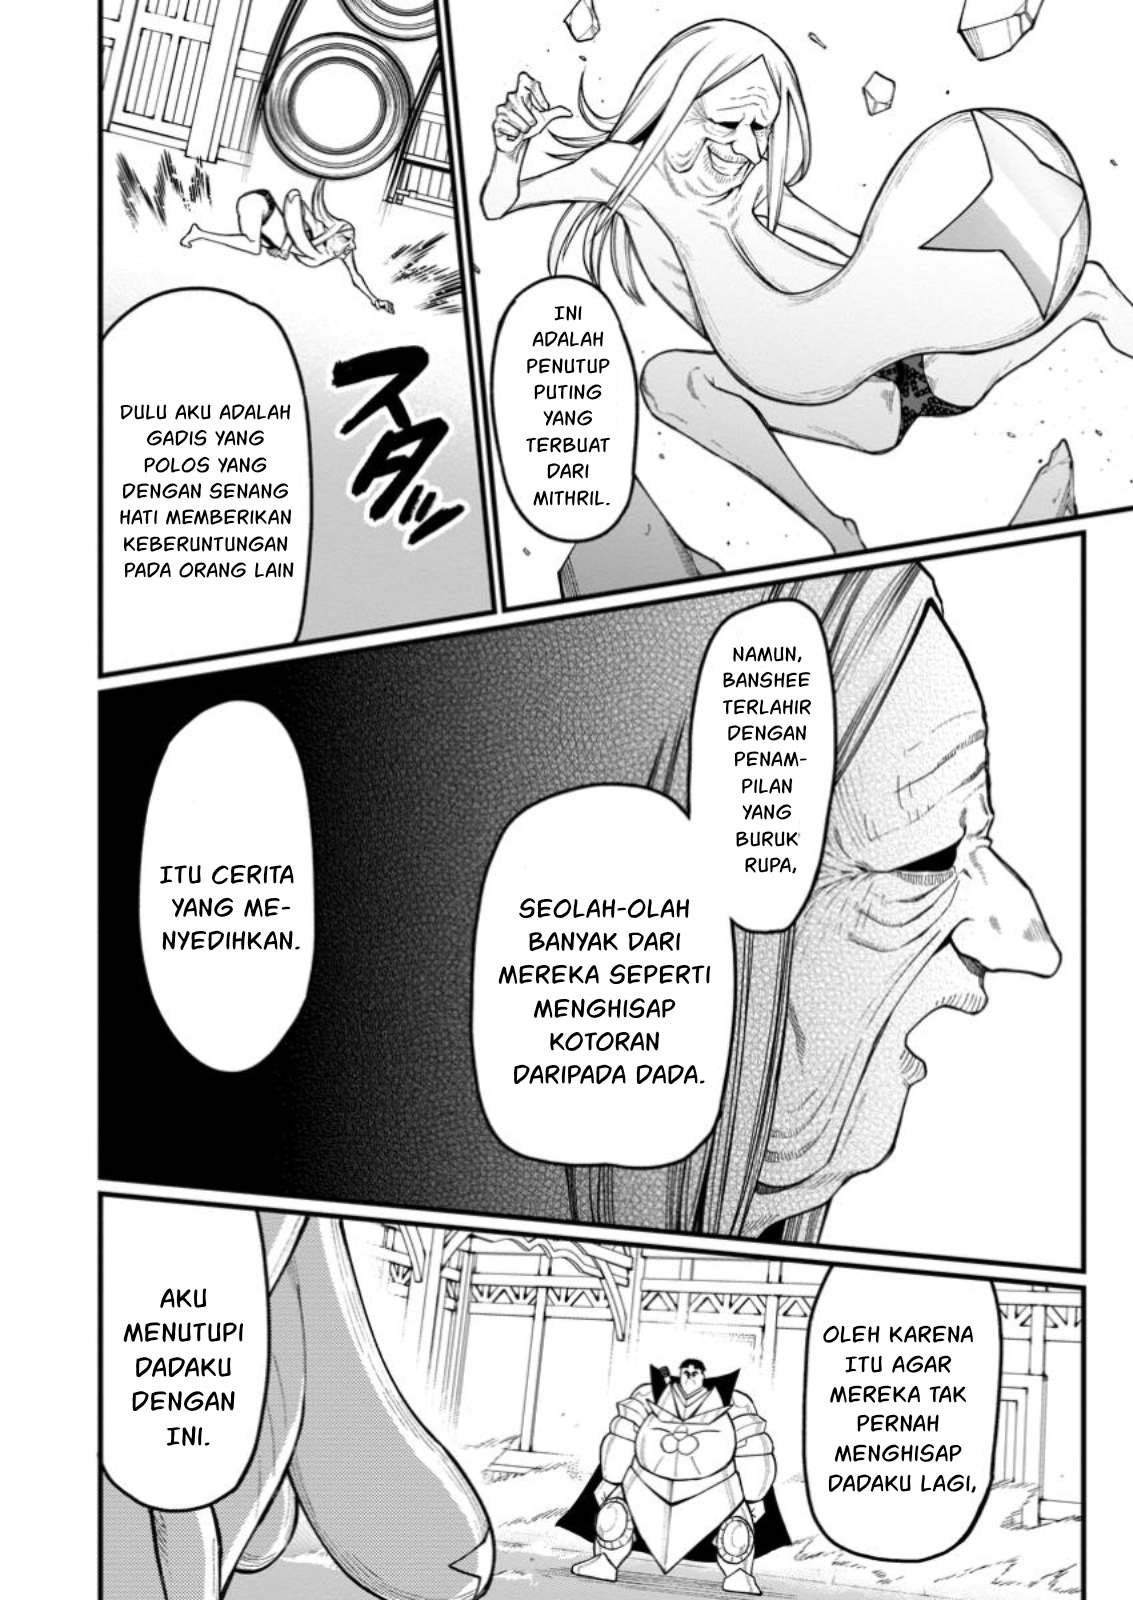 INI
ADALAH
PENUTUP
PUTING
YANG
TERBUAT
DARI
MITHRIL.
スタッ
DULU AKU ADALAH
GADIS YANG
POLOS YANG
DENGAN SENANG
HATI MEMBERIKAN
KEBERUNTUNGAN
PADA ORANG LAIN
NAMUN,
BANSHEE
TERLAHIR
DENGAN
PENAM-
PILAN
YANG
BURUK
RUPA,
SEOLAH-OLAH
BANYAK DARI
MEREKA SEPERTI
MENGHISAP
KOTORAN
DARIPADA DADA.
ITU CERITA
YANG ME-
NYEDIHKAN.
OLEH KARENA
ITU AGAR
MEREKA TAK
PERNAH
MENGHISAP
DADAKU LAGI,
AKU
MENUTUPI
DADAKU
DENGAN
INI.